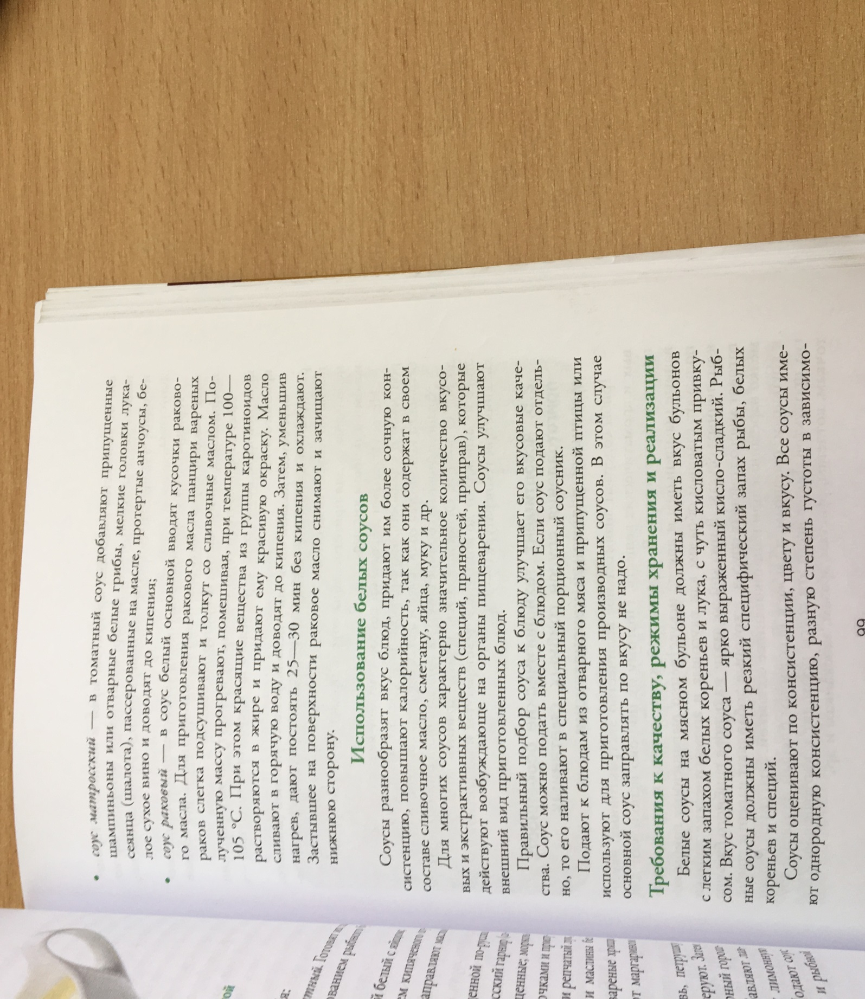 • соус матросский — в томатный соус добавляют припущенные
шампиньоны или отварные белые грибы, мелкие головки лука-
сеянца (шалота), пассерованные на масле, протертые анчоусы, бе-
лое сухое вино и доводят до кипения;
• соус раковый — в соус белый основной вводят кусочки раково-
го масла. Для приготовления ракового масла панцири вареных
раков слегка подсушивают и толкут со сливочные маслом. По-
лученную массу прогревают, помешивая, при температуре 100—
105 °С. При этом красящие вещества из группы каротиноидов
растворяются в жире и придают ему красивую окраску. Масло
сливают в горячую воду и доводят до кипения. Затем, уменьшив
нагрев, дают постоять 25—30 мин без кипения и охлаждают.
Застывшее на поверхности раковое масло снимают и зачищают
нижнюю сторону.
Использование белых соусов
Соусы разнообразят вкус блюд, придают им более сочную кон-
систенцию, повышают калорийность, так как они содержат в своем
составе сливочное масло, сметану, яйца, муку и др.
Для многих соусов характерно значительное количество вкусо-
вых и экстрактивных веществ (специй, пряностей, приправ), которые
действуют возбуждающе на органы пищеварения. Соусы улучшают
внешний вид приготовленных блюд.
Правильный подбор соуса к блюду улучшает его вкусовые каче-
ства. Соус можно подать вместе с блюдом. Если соус подают отдель-
но, то его наливают в специальный порционный соусник.
Подают к блюдам из отварного мяса и припущенной птицы или
используют для приготовления производных соусов. В этом случае
основной соус заправлять по вкусу не надо.
Требования к качеству, режимы хранения и реализации
Белые соусы на мясном бульоне должны иметь вкус бульонов
с легким запахом белых кореньев и лука, с чуть кисловатым привку-
сом. Вкус томатного соуса — ярко выраженный кисло-сладкий. Рыб-
ные соусы должны иметь резкий специфический запах рыбы, белых
кореньев и специй.
Соусы оценивают по консистенции, цвету и вкусу. Все соусы име-
ют однородную консистенцию, разную степень густоты в зависимо-